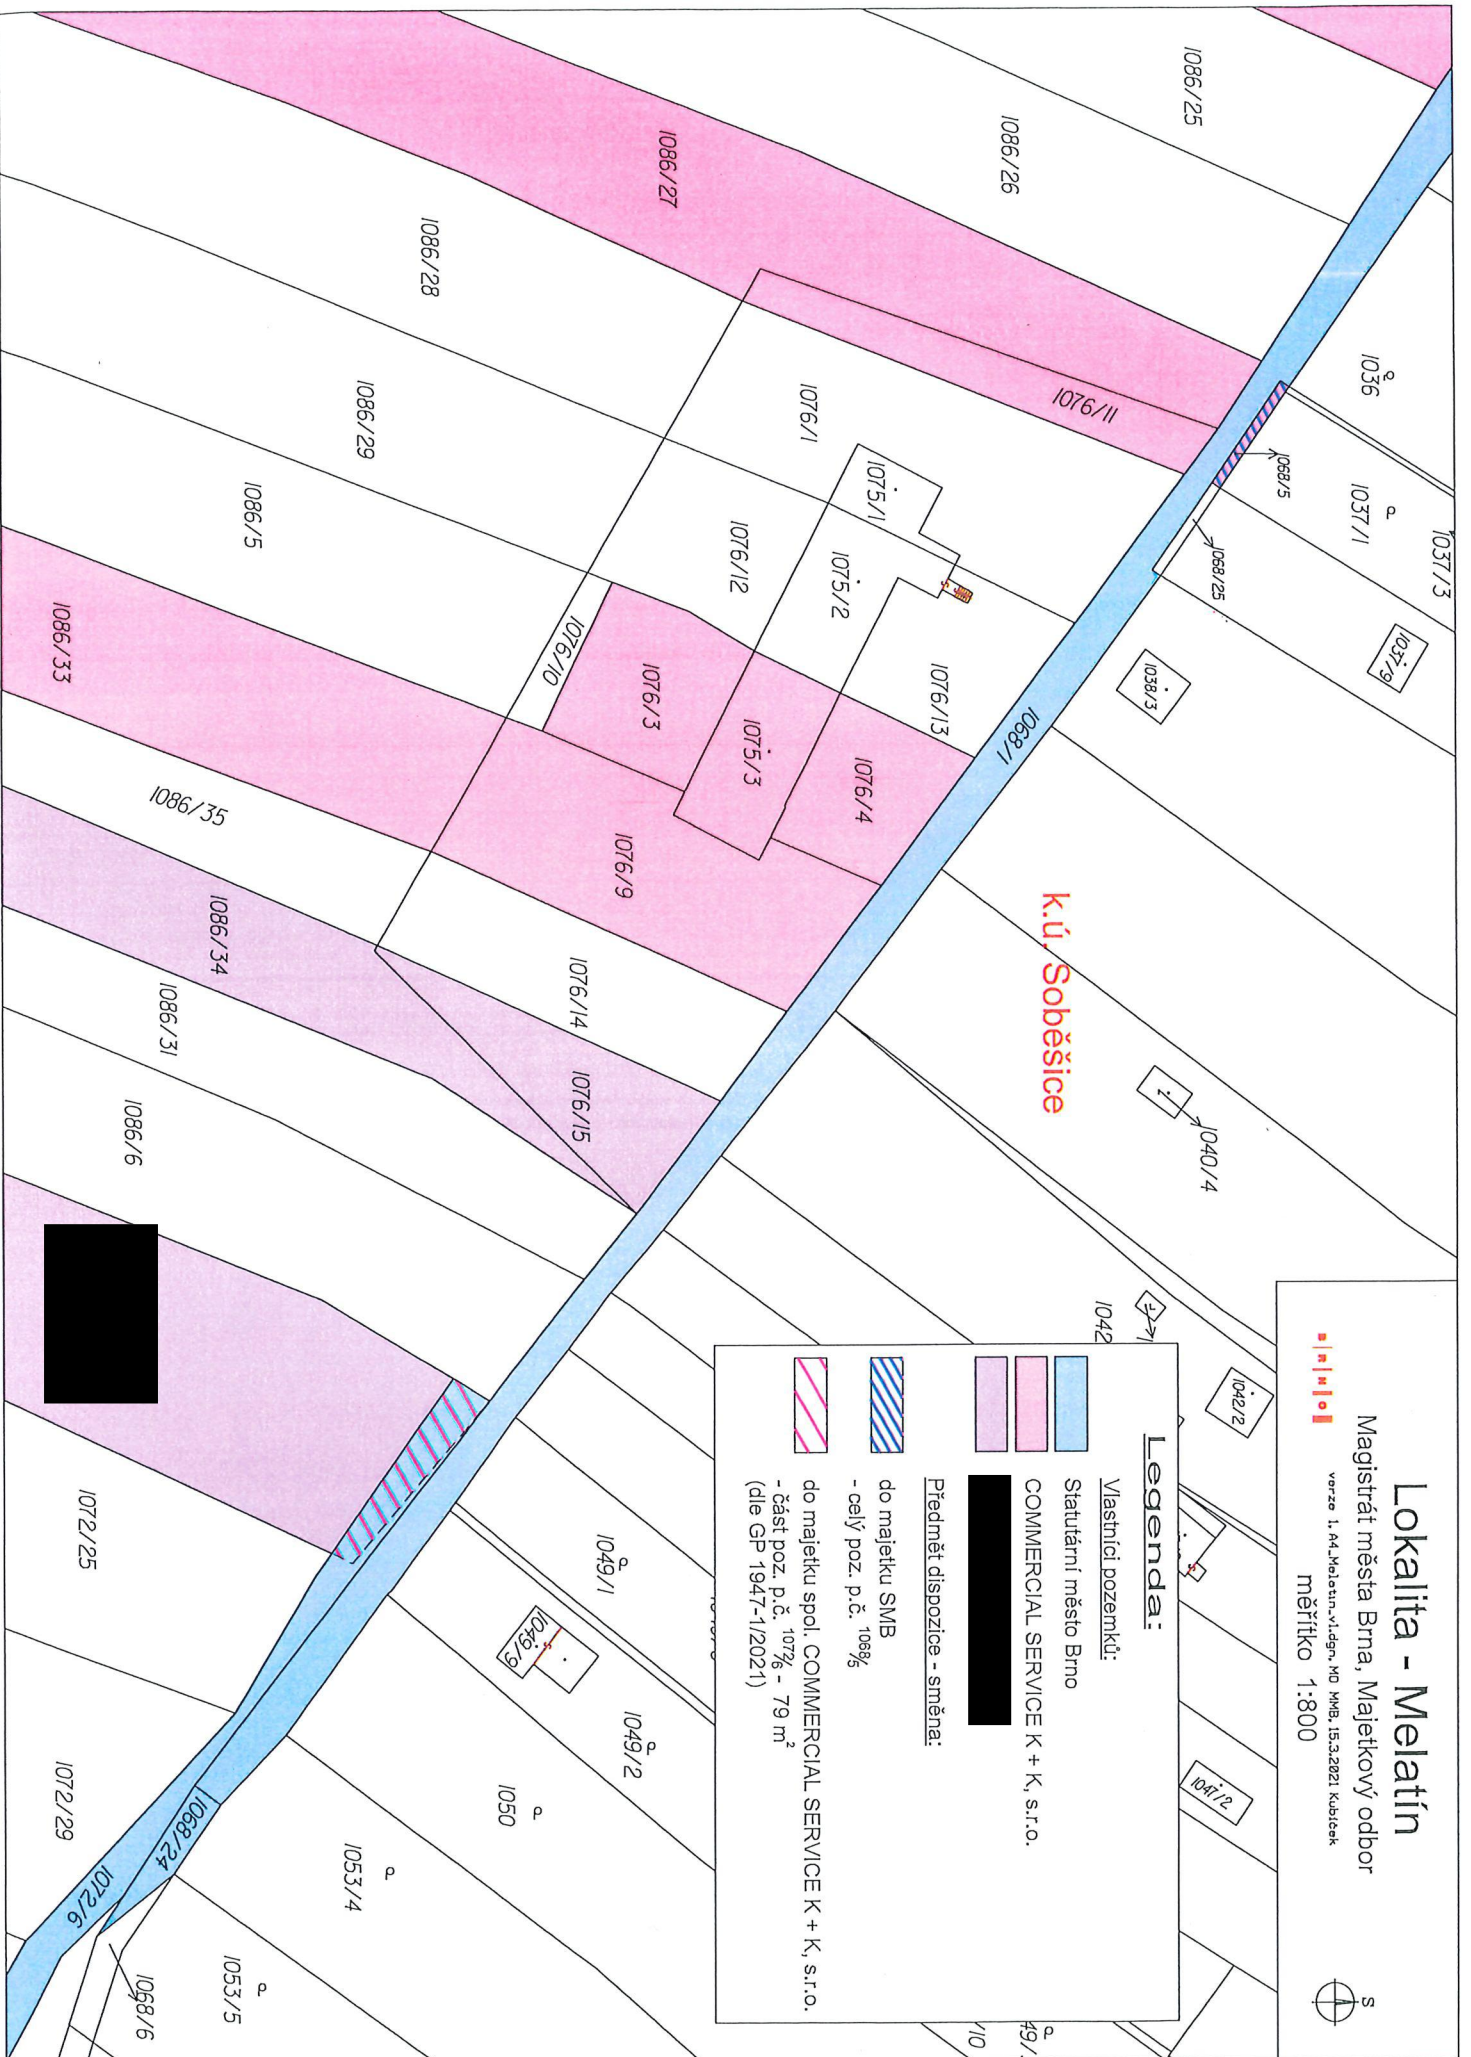 Lokalita - Melatín
Magistrát města Brna, Majetkový odbor
verze 1. A4_Melatin_v1.dgn, MO MMB, 15.3.2021 Kubíček
měřítko 1:800
B R N O
S
Legenda:
Vlastníci pozemků:
Statutární město Brno
COMMERCIAL SERVICE K + K, s.r.o.
Předmět dispozice - směna:
do majetku SMB
- celý poz. p.č. 1068/5
do majetku spol. COMMERCIAL SERVICE K + K, s.r.o.
- část poz. p.č. 1072/6 - 79 m²
(dle GP 1947-1/2021)
k.ú. Soběšice
1086/25
1086/26
1086/27
1086/28
1086/29
1086/5
1086/33
1086/35
1086/34
1086/31
1086/6
1072/25
1072/29
1036
1037/1
1037/3
1037/9
1068/5
1068/25
1038/3
1068/1
1076/11
1076/1
1075/1
1075/2
1076/12
1076/13
1076/10
1076/3
1075/3
1076/4
1076/9
1076/14
1076/15
1040/4
1042
1042/2
1047/2
1049/1
1049/9
1049/2
1050
1053/4
1053/5
1068/24
1072/6
1068/6
49/
/10